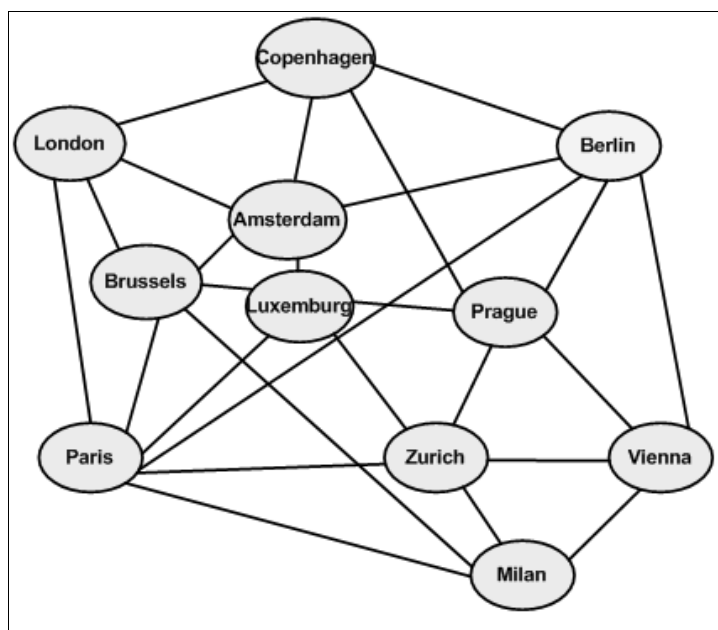 Copenhagen
London
Berlin
Amsterdam
Brussels
Luxemburg
Prague
Paris
Zurich
Vienna
Milan